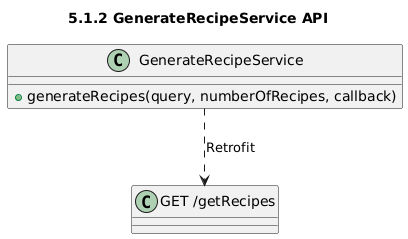 5.1.2 GenerateRecipeService API
C GenerateRecipeService
generateRecipes(query, numberOfRecipes, callback)
Retrofit
C GET /getRecipes